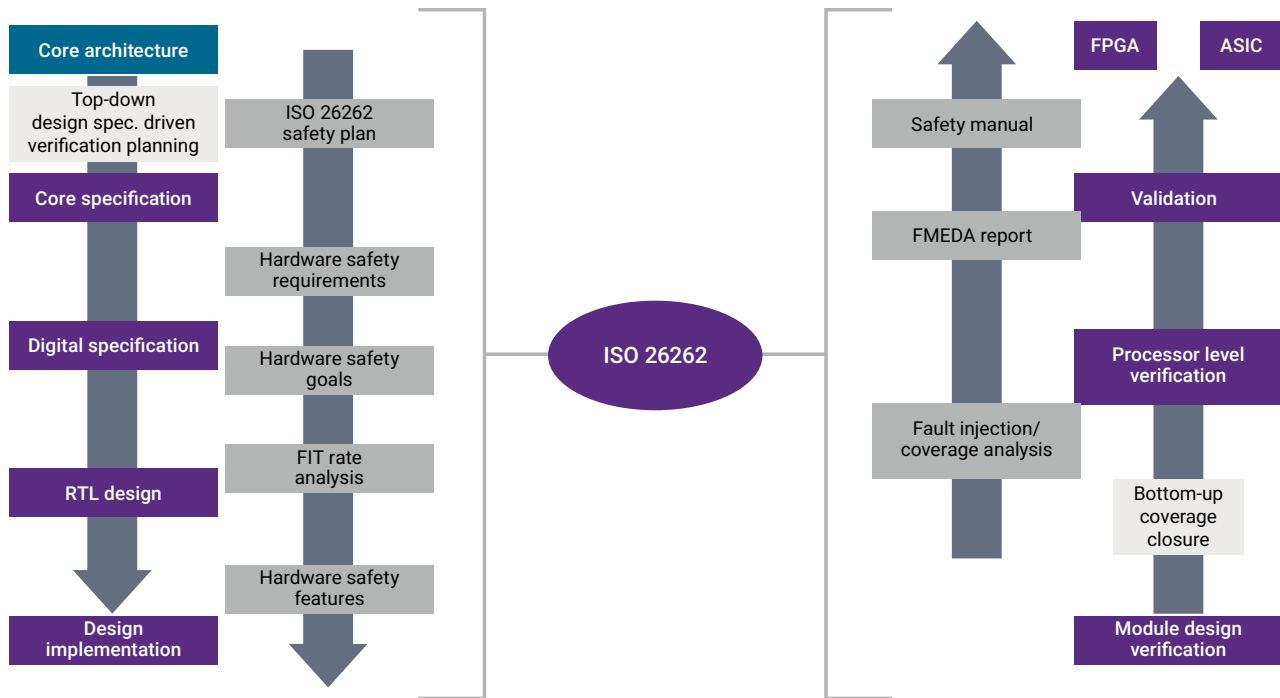 Core architecture
Top-down
design spec. driven
verification planning
Core specification
Digital specification
RTL design
Design
implementation
ISO 26262
safety plan
Hardware safety
requirements
Hardware safety
goals
FIT rate
analysis
Hardware safety
features
ISO 26262
Safety manual
FMEDA report
Fault injection/
coverage analysis
FPGA
ASIC
Validation
Processor level
verification
Bottom-up
coverage
closure
Module design
verification